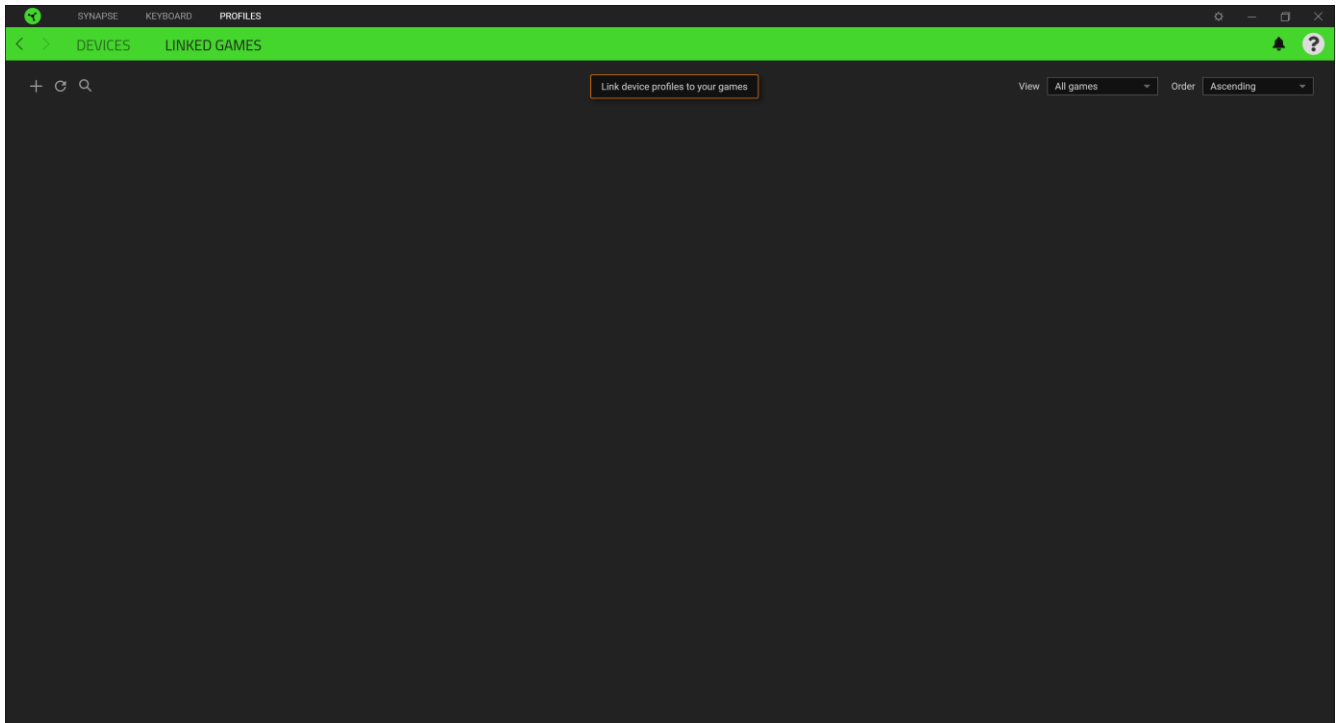 SYNAPSE KEYBOARD PROFILES
DEVICES LINKED GAMES
Link device profiles to your games View All games Order Ascending